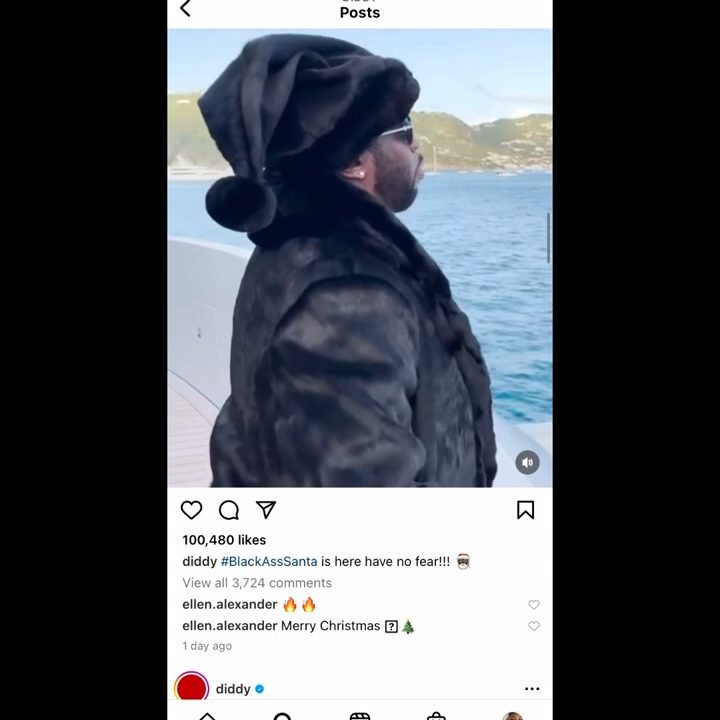 Posts
100,480 likes
diddy #BlackAssSanta is here have no fear!!! 🎅🏿
View all 3,724 comments
ellen.alexander 🔥🔥
ellen.alexander Merry Christmas 🎄
1 day ago
diddy